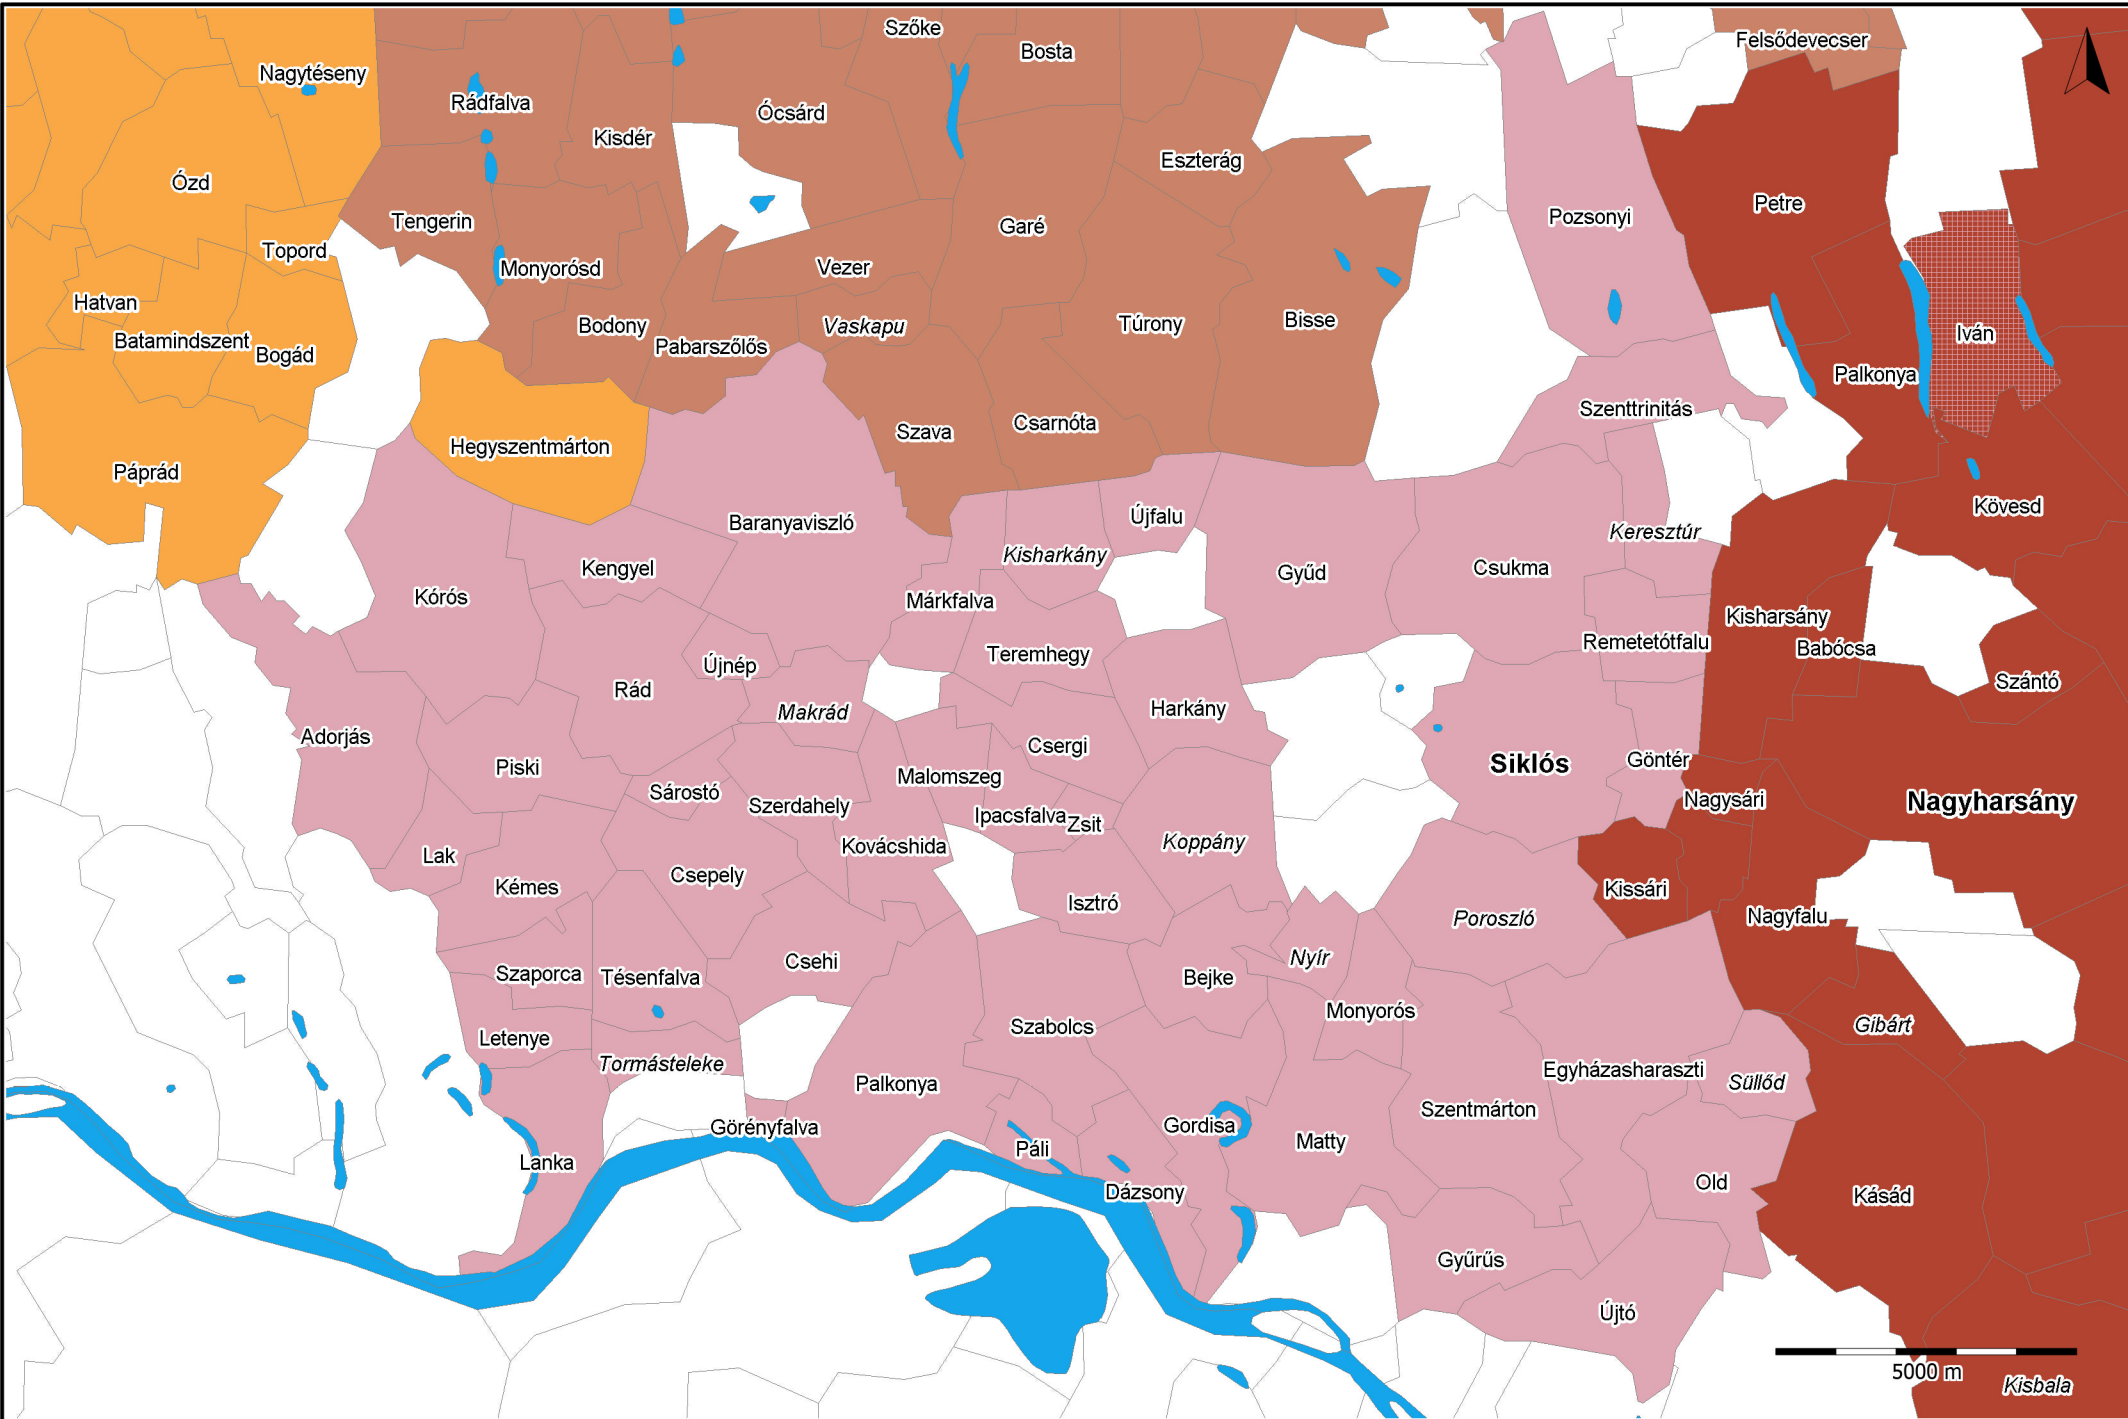 Szőke
Felsődevecser
Bosta
Nagytéseny
Rádfalva
Ócsárd
Kisdér
Eszterág
Ózd
Petre
Pozsonyi
Tengerin
Garé
Topord
Vezer
Monyorósd
Hatvan
Túrony
Bisse
Bodony
Vaskapu
Iván
Batamindszent
Pabarszőlős
Bogád
Palkonya
Szenttrinitás
Csarnóta
Szava
Hegyszentmárton
Páprád
Kövesd
Újfalu
Baranyaviszló
Keresztúr
Kisharkány
Kengyel
Csukma
Gyűd
Kórós
Márkfalva
Kisharsány
Remetetótfalu
Babócsa
Teremhegy
Újnép
Szántó
Rád
Harkány
Makrád
Adorjás
Csergi
Göntér
Siklós
Piski
Malomszeg
Sárostó
Nagysári
Nagyharsány
Szerdahely
Ipacsfalva
Zsit
Koppány
Kovácshida
Lak
Csepely
Kémes
Kissári
Isztró
Nagyfalu
Poroszló
Nyír
Csehi
Szaporca
Tésenfalva
Bejke
Monyorós
Gibárt
Szabolcs
Letenye
Tormásteleke
Egyházasharaszti
Süllőd
Palkonya
Szentmárton
Görényfalva
Gordisa
Matty
Páli
Lanka
Old
Dázsony
Kásád
Gyűrűs
Újtó
5000 m
Kisbala